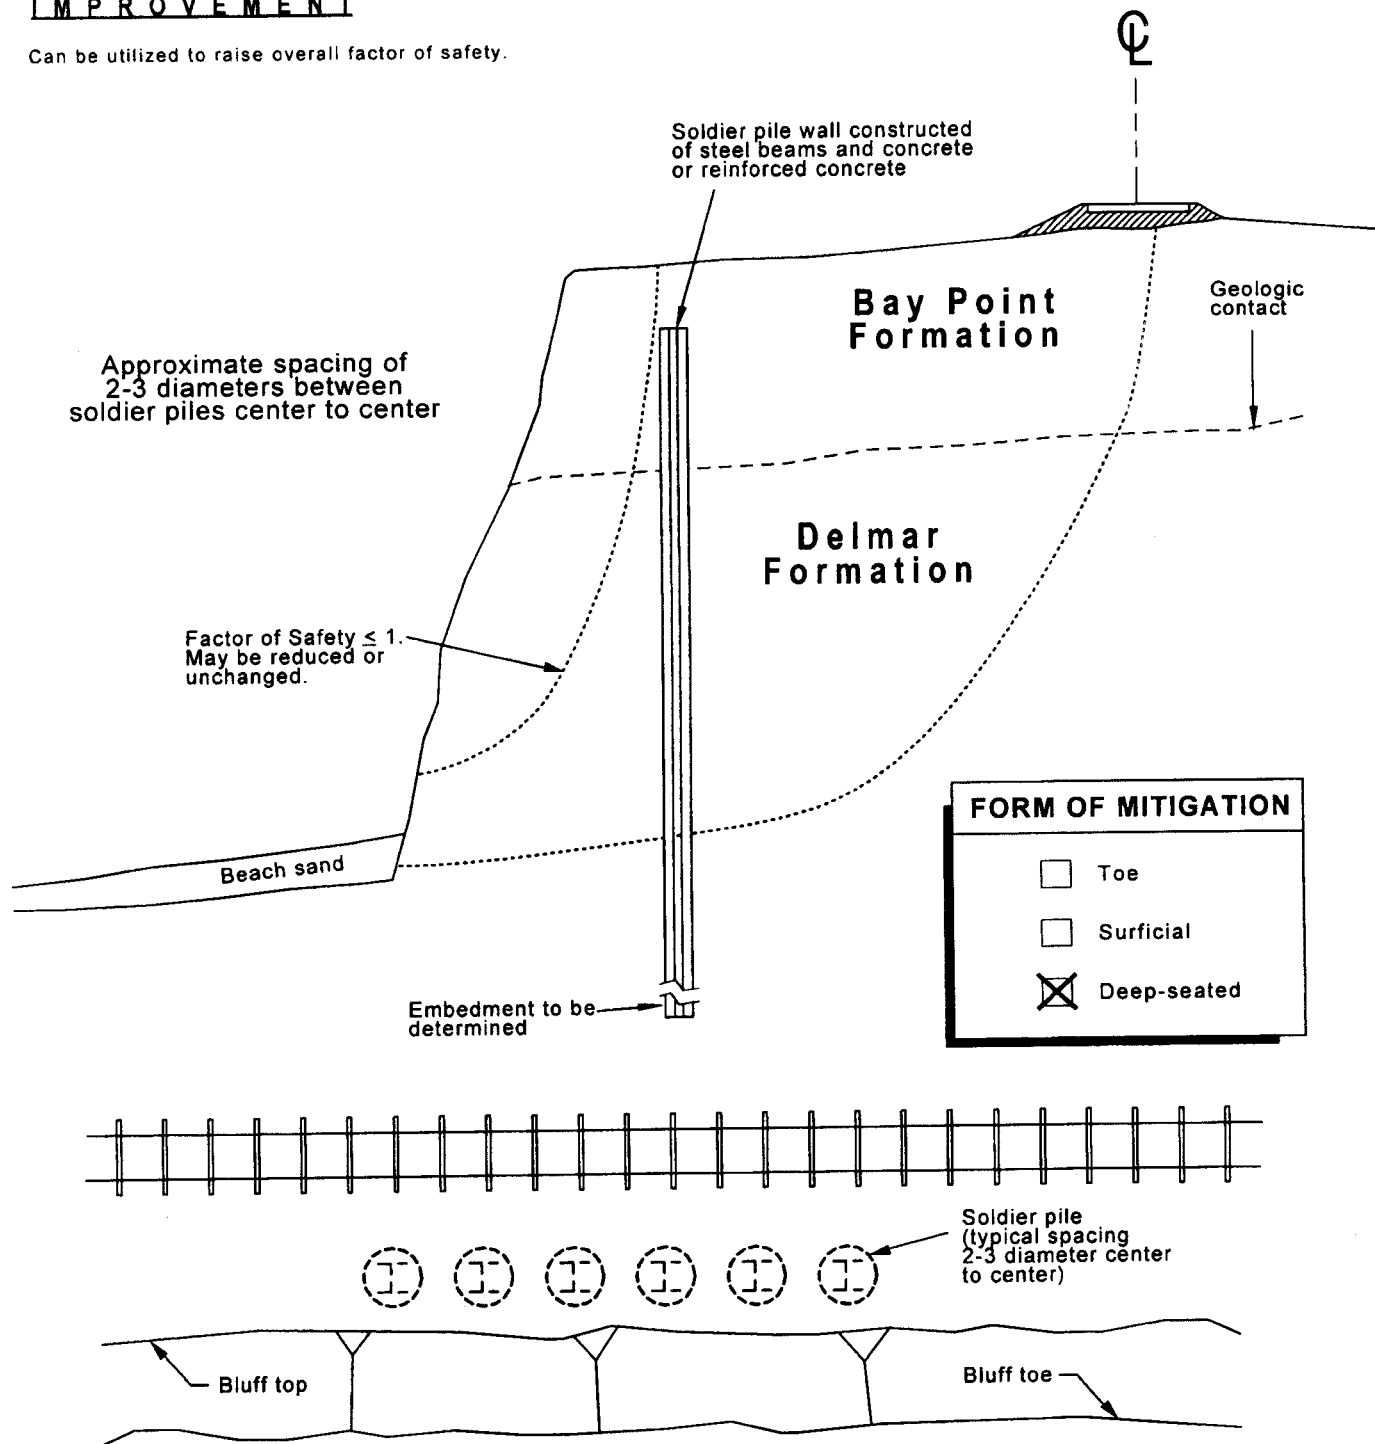 IMPROVEMENT
Can be utilized to raise overall factor of safety.
CL
Soldier pile wall constructed
of steel beams and concrete
or reinforced concrete
Bay Point
Formation
Geologic
contact
Approximate spacing of
2-3 diameters between
soldier piles center to center
Delmar
Formation
Factor of Safety ≤ 1.
May be reduced or
unchanged.
FORM OF MITIGATION
Toe
Surficial
Deep-seated
Beach sand
Embedment to be
determined
Soldier pile
(typical spacing
2-3 diameter center
to center)
Bluff top
Bluff toe